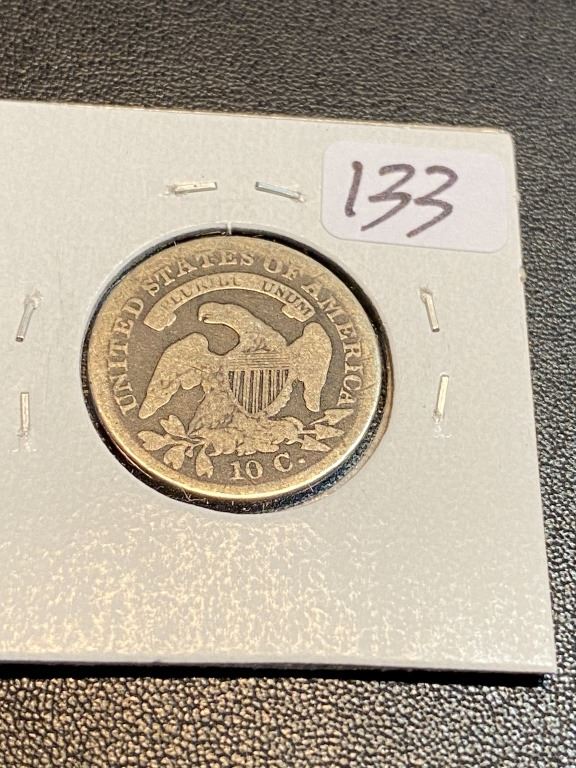 133
UNITED STATES OF AMERICA
E PLURIBUS UNUM
10 C.